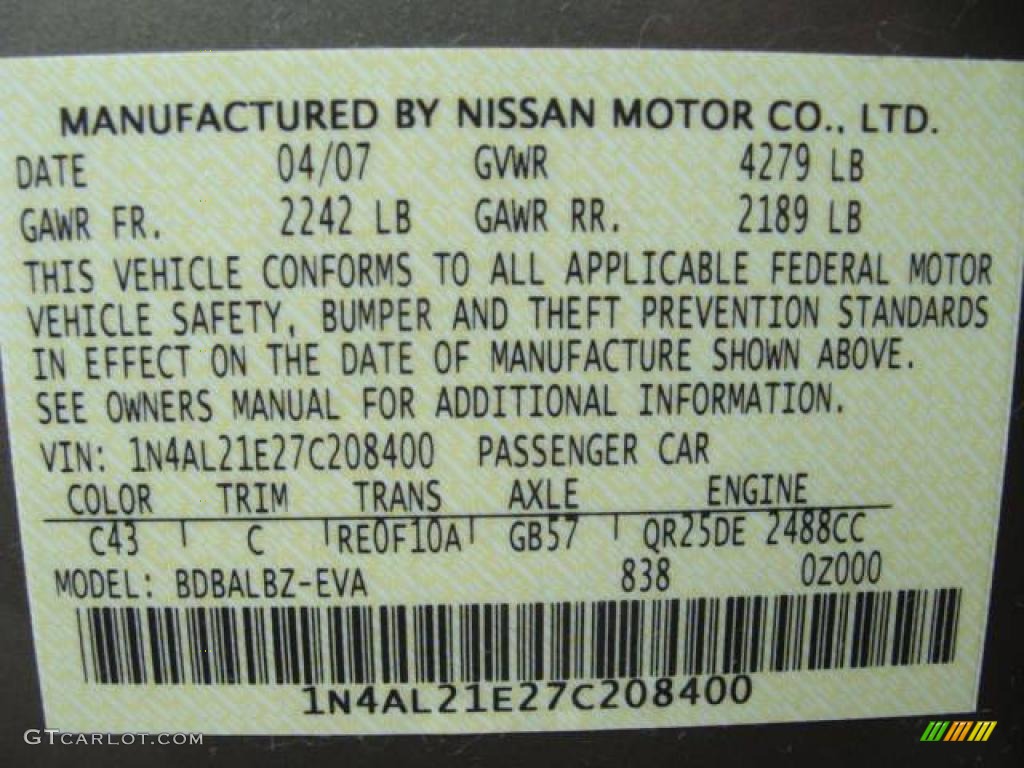 MANUFACTURED BY NISSAN MOTOR CO., LTD.
DATE 04/07 GVWR 4279 LB
GAWR FR. 2242 LB GAWR RR. 2189 LB
THIS VEHICLE CONFORMS TO ALL APPLICABLE FEDERAL MOTOR
VEHICLE SAFETY, BUMPER AND THEFT PREVENTION STANDARDS
IN EFFECT ON THE DATE OF MANUFACTURE SHOWN ABOVE.
SEE OWNERS MANUAL FOR ADDITIONAL INFORMATION.
VIN: 1N4AL21E27C208400 PASSENGER CAR
COLOR TRIM TRANS AXLE ENGINE
C43 C RE0F10A GB57 QR25DE 2488CC
MODEL: BDBALBZ-EVA 838 0Z000
1N4AL21E27C208400
GTCARLOT.COM